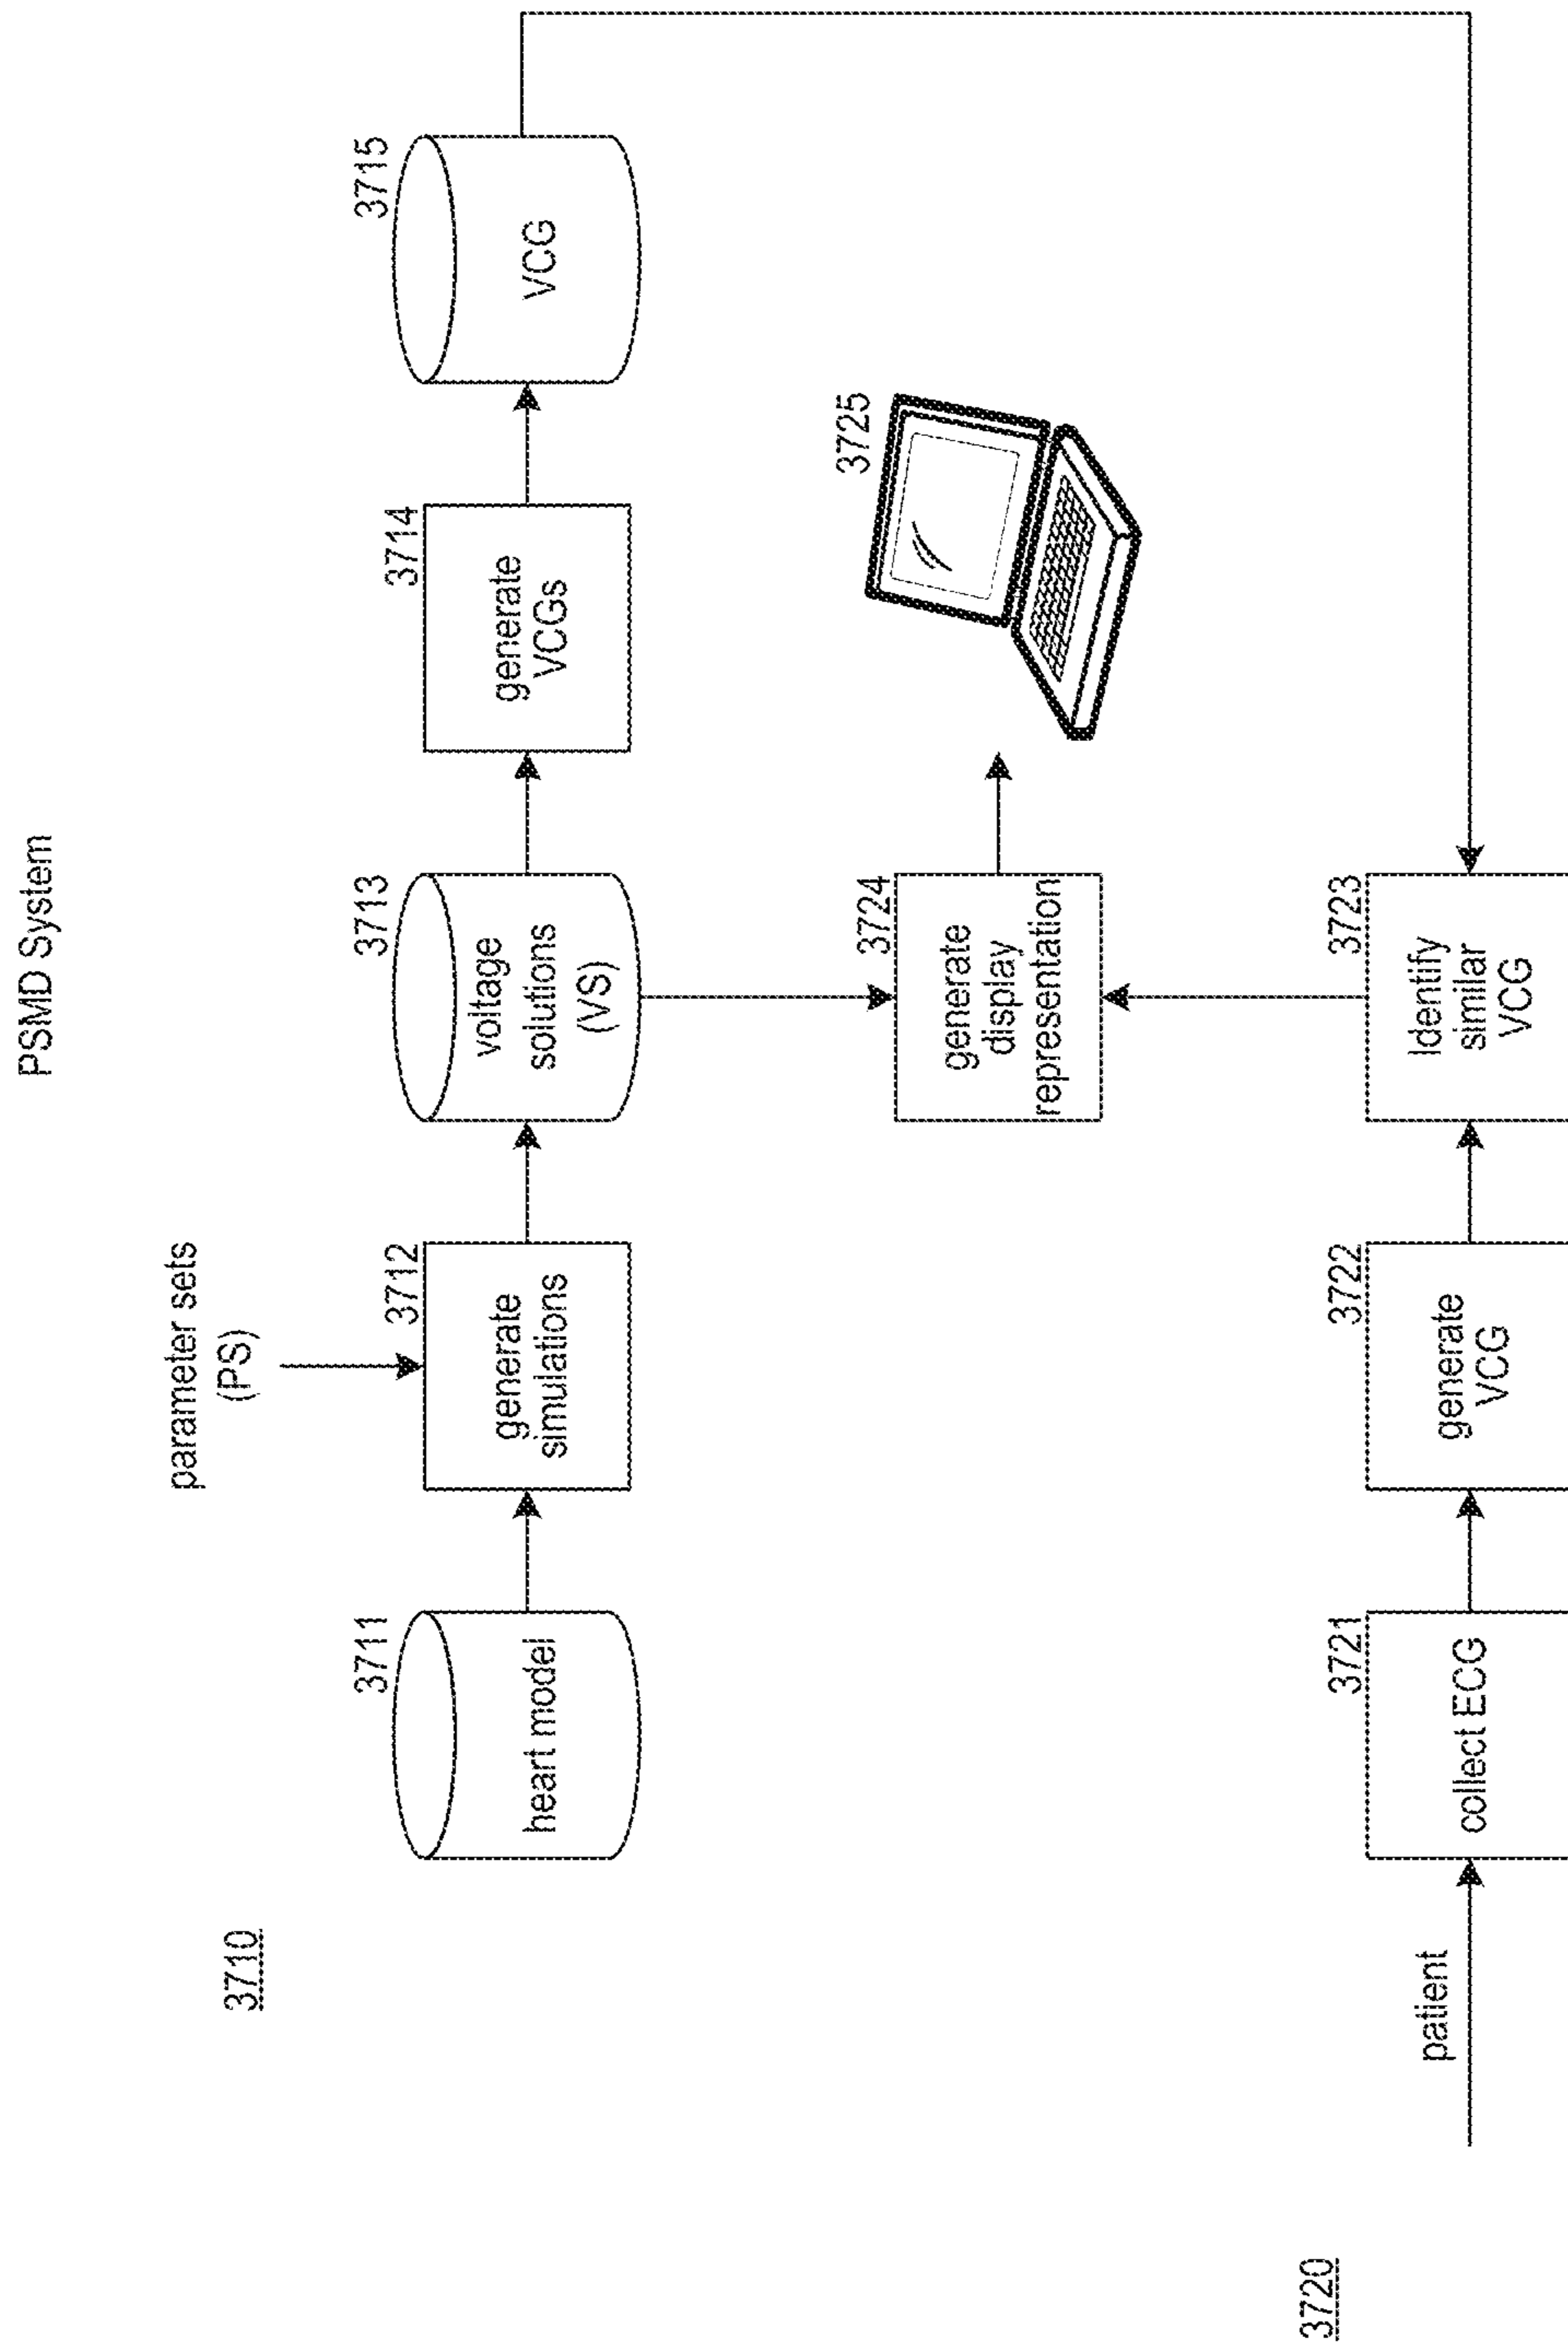 PSMD System
3710
parameter sets
(PS)
3711
heart model
3712
generate
simulations
3713
voltage
solutions
(VS)
3714
generate
VCGs
3715
VCG
3724
generate
display
representation
3725
3720
patient
3721
collect ECG
3722
generate
VCG
3723
Identify
similar
VCG